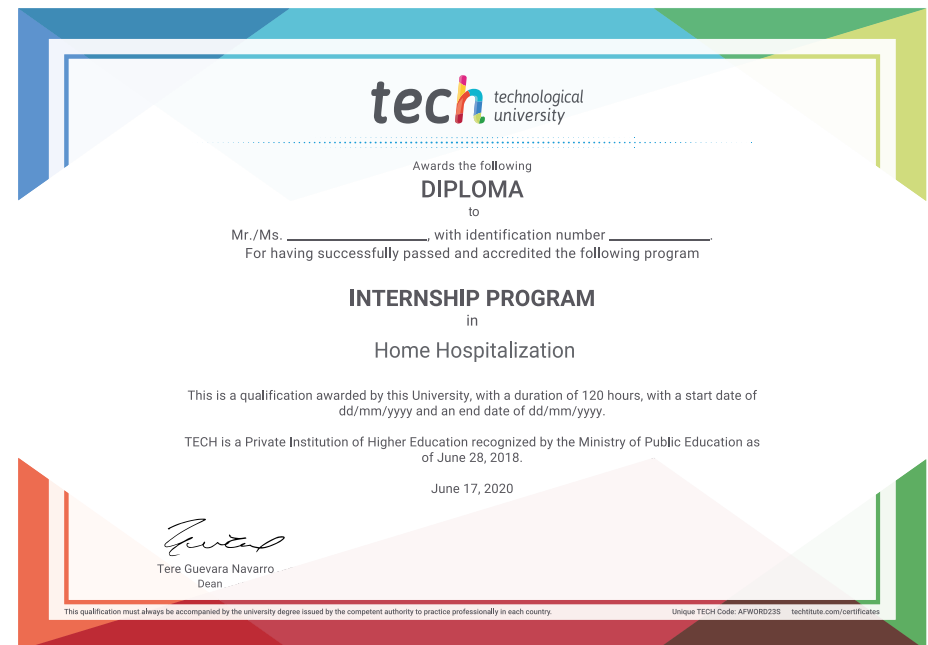 tech technological
university
Awards the following
DIPLOMA
to
Mr./Ms. ________________, with identification number ____________.
For having successfully passed and accredited the following program
INTERNSHIP PROGRAM
in
Home Hospitalization
This is a qualification awarded by this University, with a duration of 120 hours, with a start date of
dd/mm/yyyy and an end date of dd/mm/yyyy.
TECH is a Private Institution of Higher Education recognized by the Ministry of Public Education as
of June 28, 2018.
June 17, 2020
Tere Guevara Navarro
Dean
This qualification must always be accompanied by the university degree issued by the competent authority to practice professionally in each country.
Unique TECH Code: AFWORD23S techtitute.com/certificates